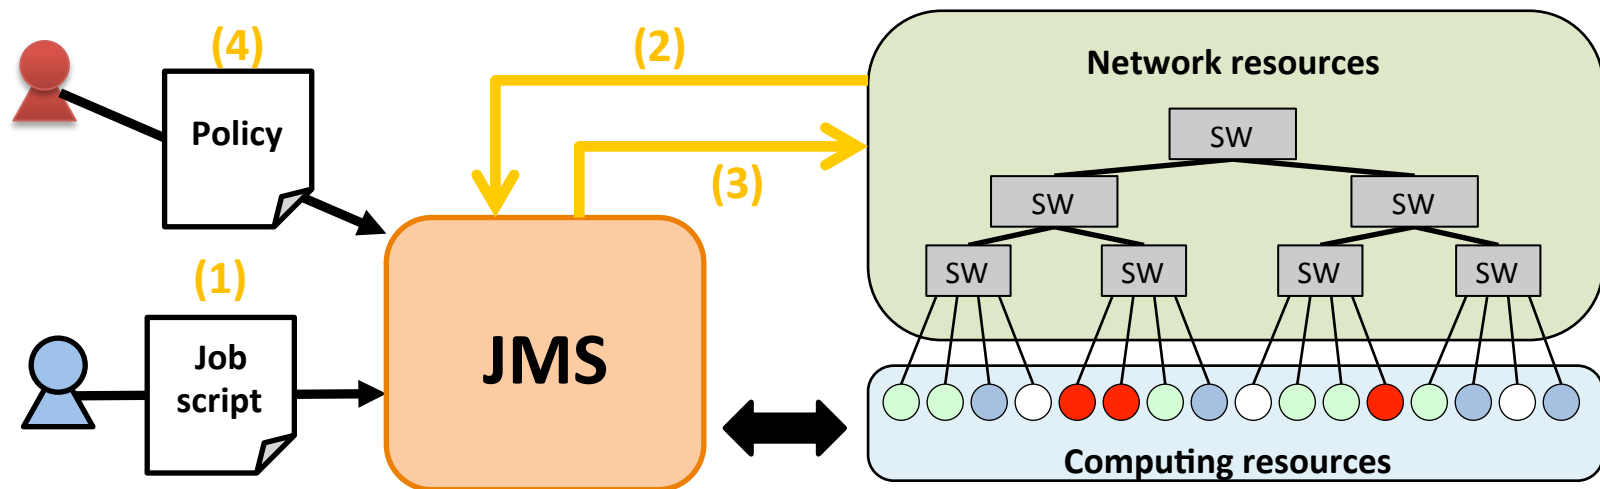 (4)
Policy
(1)
Job
script
JMS
(2)
(3)
Network resources
SW
SW
SW
SW
SW
SW
SW
Computing resources